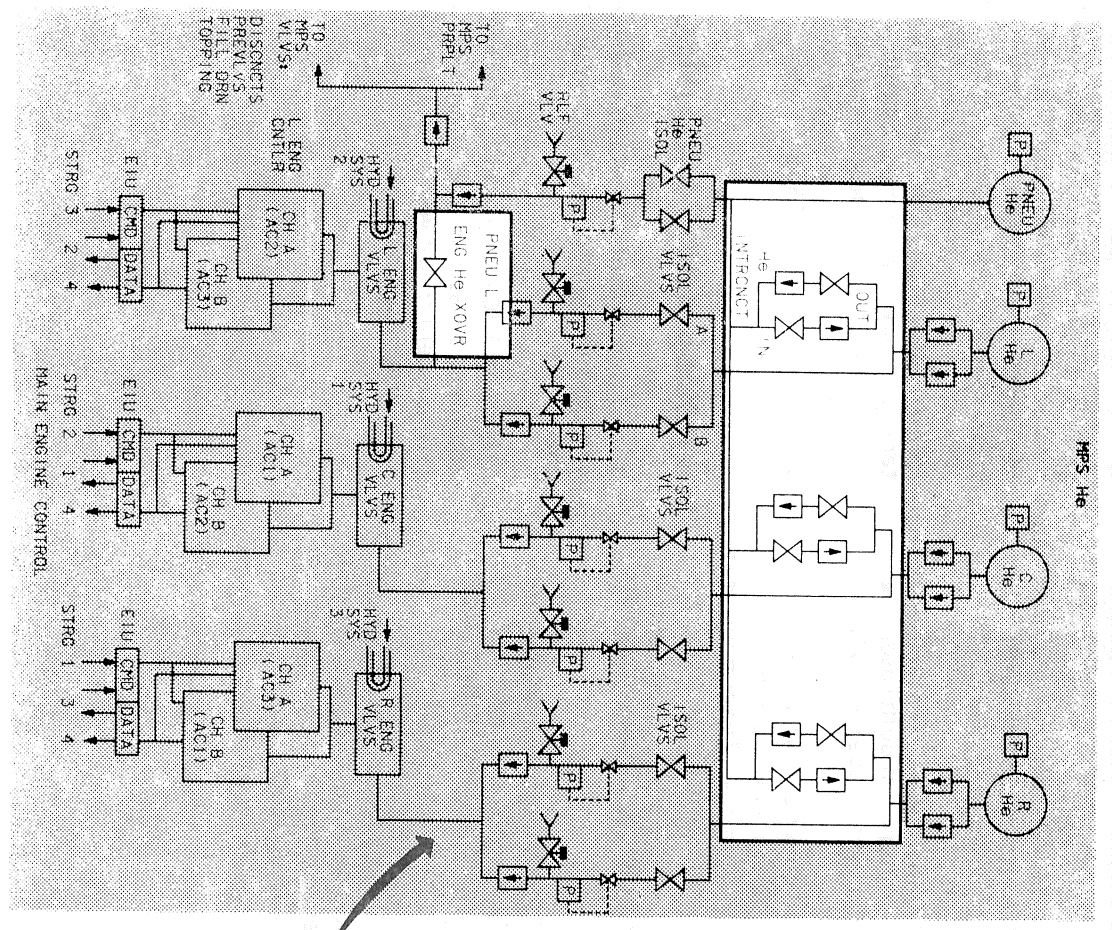 MPS He
P
PNEU
He
P
L
He
P
C
He
P
R
He
He
INTRCNCT
OUT
IN
PNEU
He
ISOL
ISOL
VLVS
A
B
ISOL
VLVS
ISOL
VLVS
RLF
VLV
P
P
P
P
P
P
P
TO
MPS
PRPLT
TO
MPS
VLVS:
DISCNCTS
PREVLVS
FILL DRN
TOPPING
PNEU L
ENG He XOVR
HYD
SYS
2
L ENG
VLVS
HYD
SYS
1
C ENG
VLVS
HYD
SYS
3
R ENG
VLVS
L ENG
CNTLR
CH A
(AC2)
CH B
(AC3)
CH A
(AC1)
CH B
(AC2)
CH A
(AC3)
CH B
(AC1)
EIU
CMD
DATA
EIU
CMD
DATA
EIU
CMD
DATA
STRG 3 2 4
STRG 2 1 4
STRG 1 3 4
MAIN ENGINE CONTROL